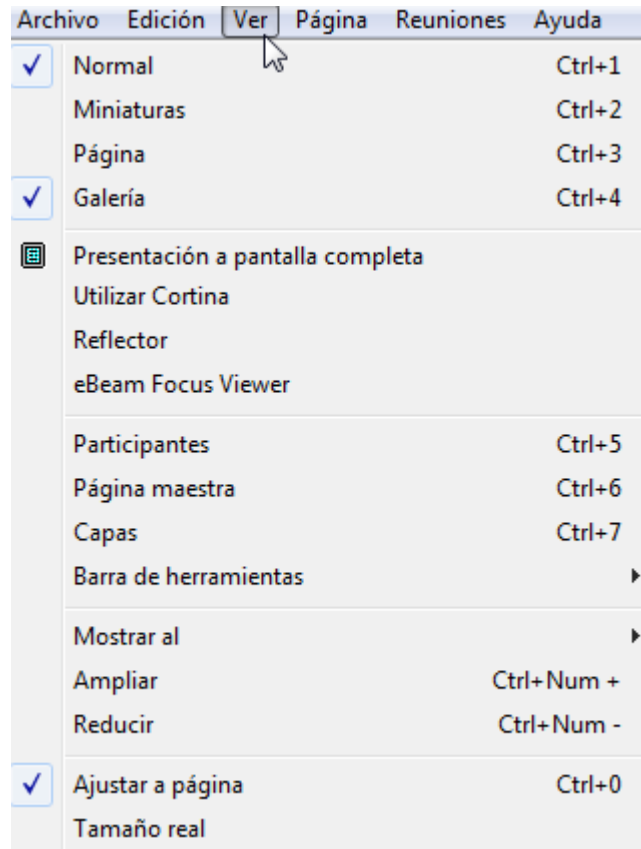 Archivo Edición Ver Página Reuniones Ayuda
Normal Ctrl+1
Miniaturas Ctrl+2
Página Ctrl+3
Galería Ctrl+4
Presentación a pantalla completa
Utilizar Cortina
Reflector
eBeam Focus Viewer
Participantes Ctrl+5
Página maestra Ctrl+6
Capas Ctrl+7
Barra de herramientas
Mostrar al
Ampliar Ctrl+Num +
Reducir Ctrl+Num -
Ajustar a página Ctrl+0
Tamaño real